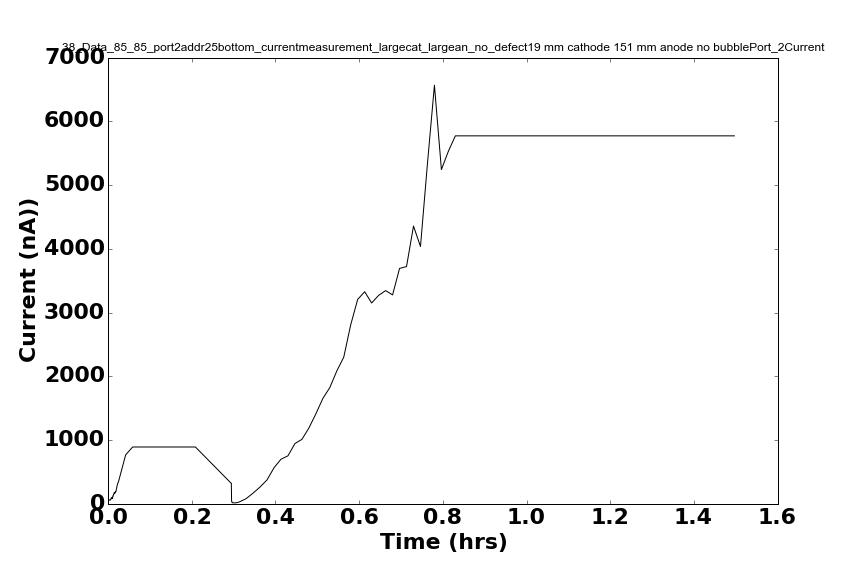 38_Data_85_85_port2addr25bottom_currentmeasurement_largecat_largean_no_defect19 mm cathode 151 mm anode no bubblePort_2Current
7000
6000
5000
4000
3000
2000
1000
0
0.0 0.2 0.4 0.6 0.8 1.0 1.2 1.4 1.6
Time (hrs)
Current (nA))